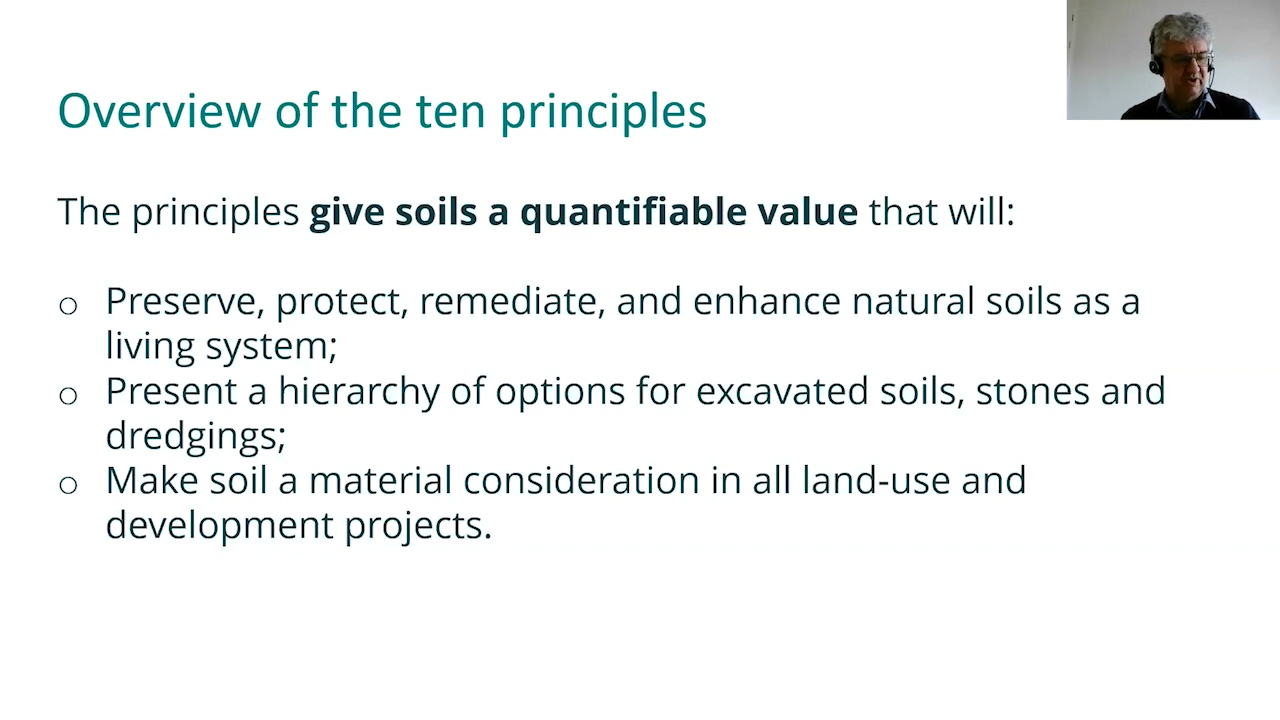 Overview of the ten principles
The principles give soils a quantifiable value that will:
o Preserve, protect, remediate, and enhance natural soils as a
living system;
o Present a hierarchy of options for excavated soils, stones and
dredgings;
o Make soil a material consideration in all land-use and
development projects.